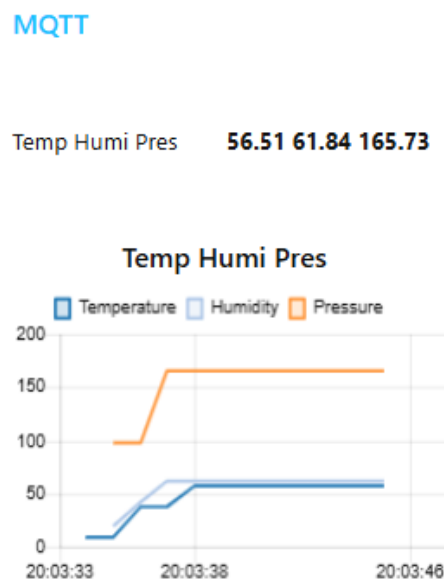 MQTT
Temp Humi Pres 56.51 61.84 165.73
Temp Humi Pres
Temperature Humidity Pressure
200
150
100
50
0
20:03:33 20:03:38 20:03:46